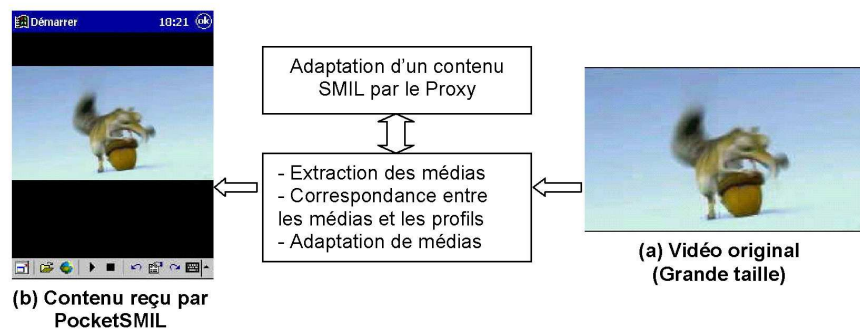 Démarrer 10:21 ok
Adaptation d'un contenu
SMIL par le Proxy
- Extraction des médias
- Correspondance entre
les médias et les profils
- Adaptation de médias
(a) Vidéo original
(Grande taille)
(b) Contenu reçu par
PocketSMIL